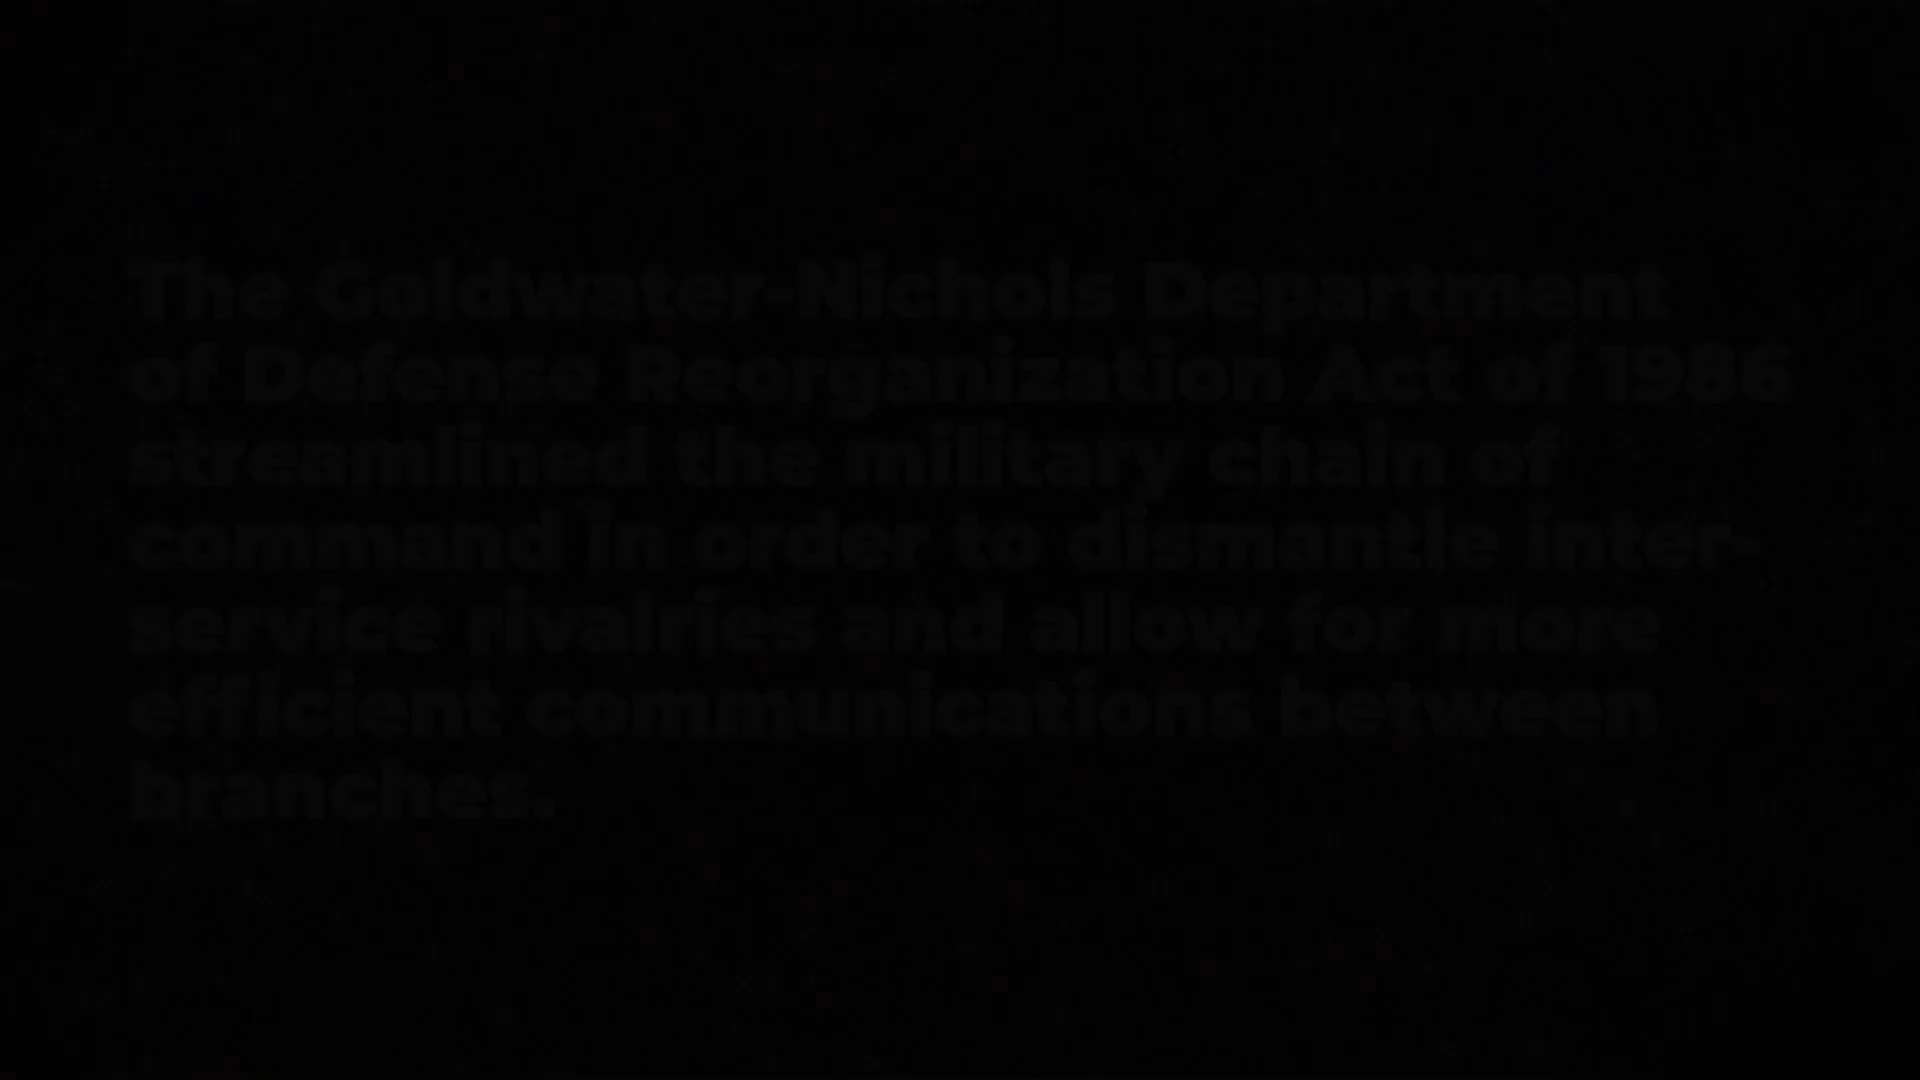 The Goldwater-Nichols Department
of Defense Reorganization Act of 1986
streamlined the military chain of
command in order to dismantle inter-
service rivalries and allow for more
efficient communications between
branches.